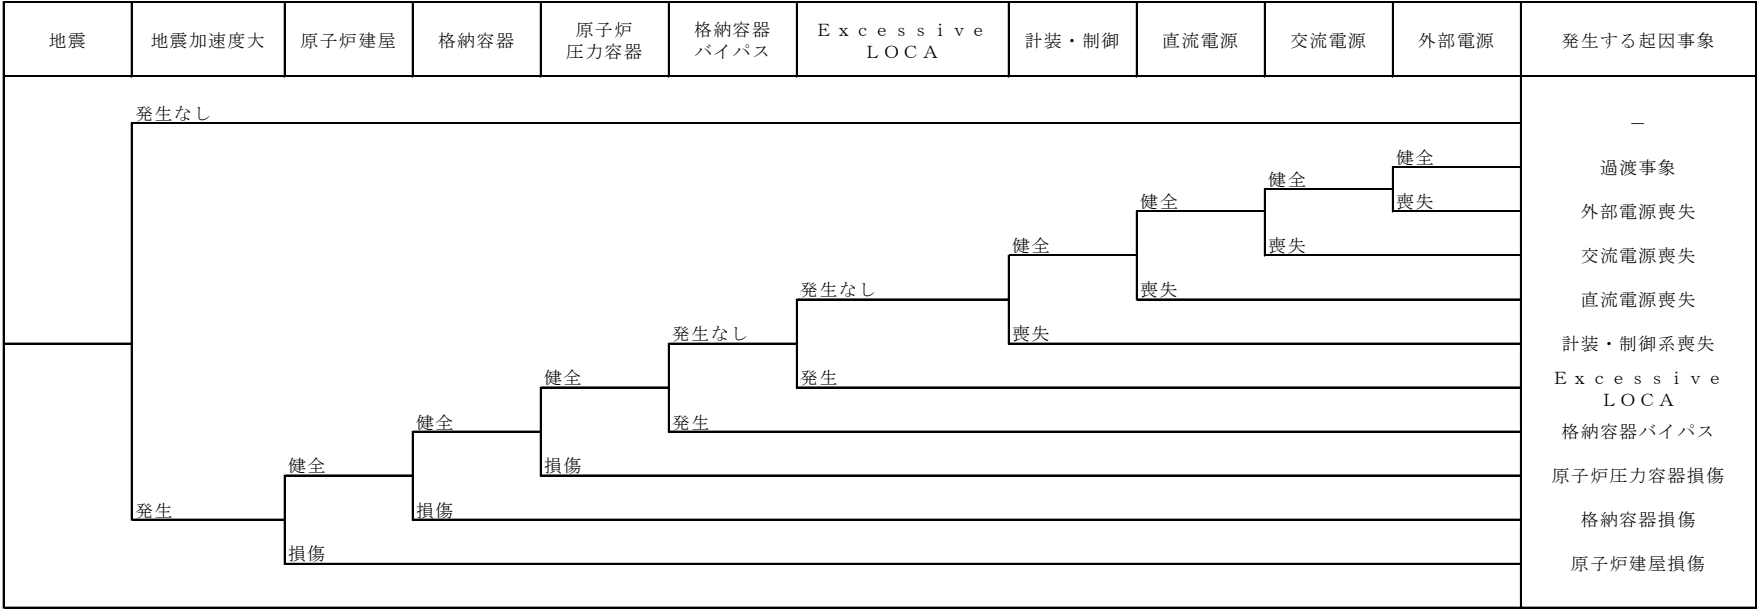 地震
地震加速度大
原子炉建屋
格納容器
原子炉
圧力容器
格納容器
バイパス
Ｅｘｃｅｓｓｉｖｅ
ＬＯＣＡ
計装・制御
直流電源
交流電源
外部電源
発生する起因事象
発生なし
－
健全
過渡事象
健全
健全
喪失
外部電源喪失
健全
喪失
交流電源喪失
発生なし
喪失
直流電源喪失
発生なし
喪失
計装・制御系喪失
健全
発生
Ｅｘｃｅｓｓｉｖｅ
ＬＯＣＡ
健全
発生
格納容器バイパス
健全
損傷
原子炉圧力容器損傷
発生
損傷
格納容器損傷
損傷
原子炉建屋損傷